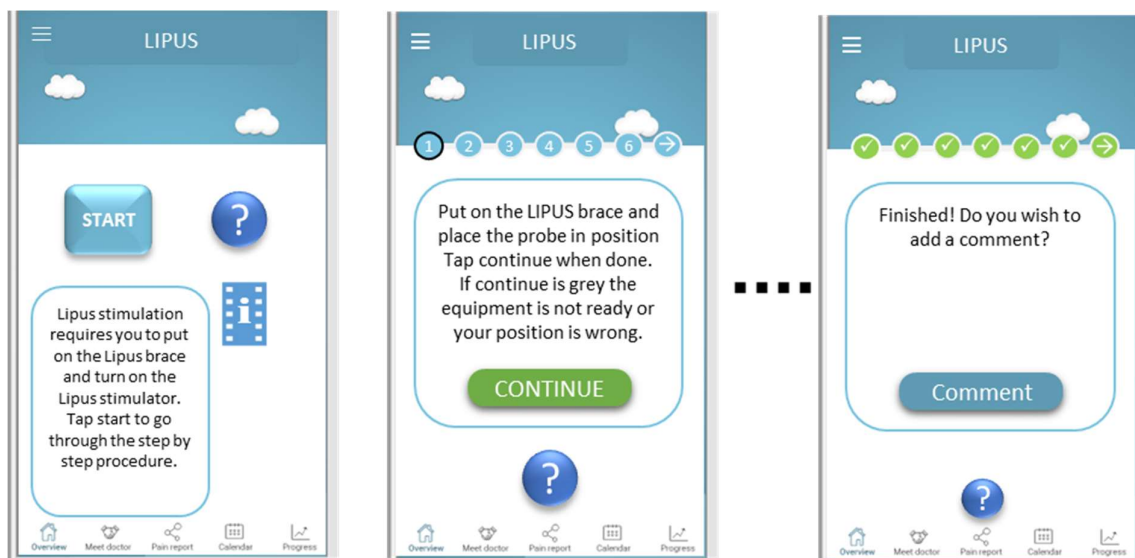 LIPUS
START
?
i
Lipus stimulation
requires you to put
on the Lipus brace
and turn on the
Lipus stimulator.
Tap start to go
through the step by
step procedure.
Overview Meet doctor Pain report Calendar Progress
LIPUS
1 2 3 4 5 6
Put on the LIPUS brace and
place the probe in position
Tap continue when done.
If continue is grey the
equipment is not ready or
your position is wrong.
CONTINUE
?
Overview Meet doctor Pain report Calendar Progress
LIPUS
Finished! Do you wish to
add a comment?
Comment
?
Overview Meet doctor Pain report Calendar Progress